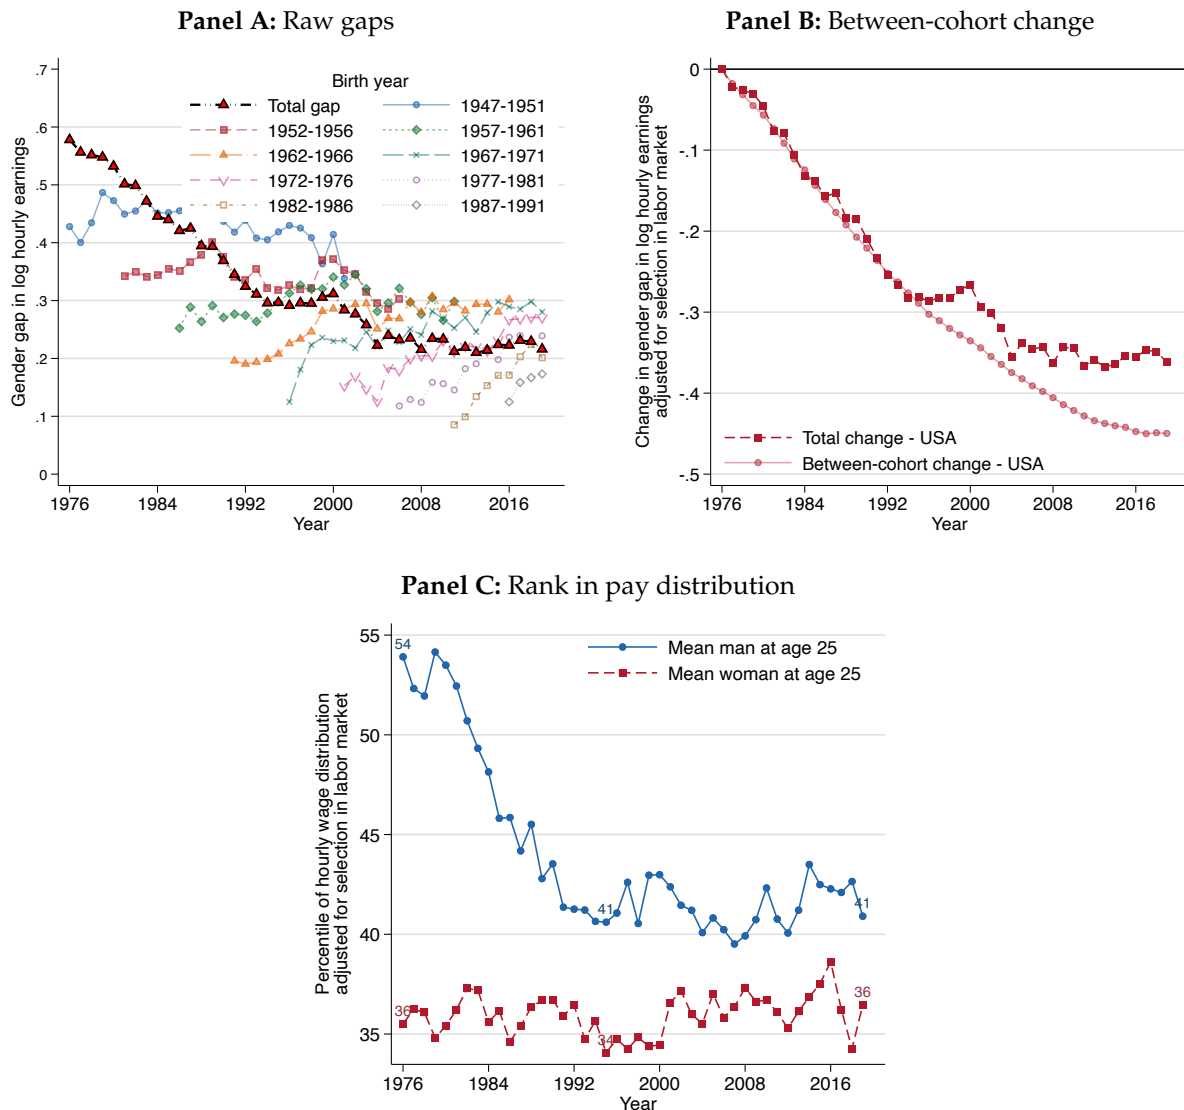 Panel A: Raw gaps
Gender gap in log hourly earnings
.7
.6
.5
.4
.3
.2
.1
0
Birth year
Total gap
1947-1951
1952-1956
1957-1961
1962-1966
1967-1971
1972-1976
1977-1981
1982-1986
1987-1991
1976 1984 1992 2000 2008 2016
Year
Panel B: Between-cohort change
Change in gender gap in log hourly earnings
adjusted for selection in labor market
0
-.1
-.2
-.3
-.4
-.5
Total change - USA
Between-cohort change - USA
1976 1984 1992 2000 2008 2016
Year
Panel C: Rank in pay distribution
Percentile of hourly wage distribution
adjusted for selection in labor market
55
50
45
40
35
Mean man at age 25
Mean woman at age 25
54
41
41
36
34
36
1976 1984 1992 2000 2008 2016
Year